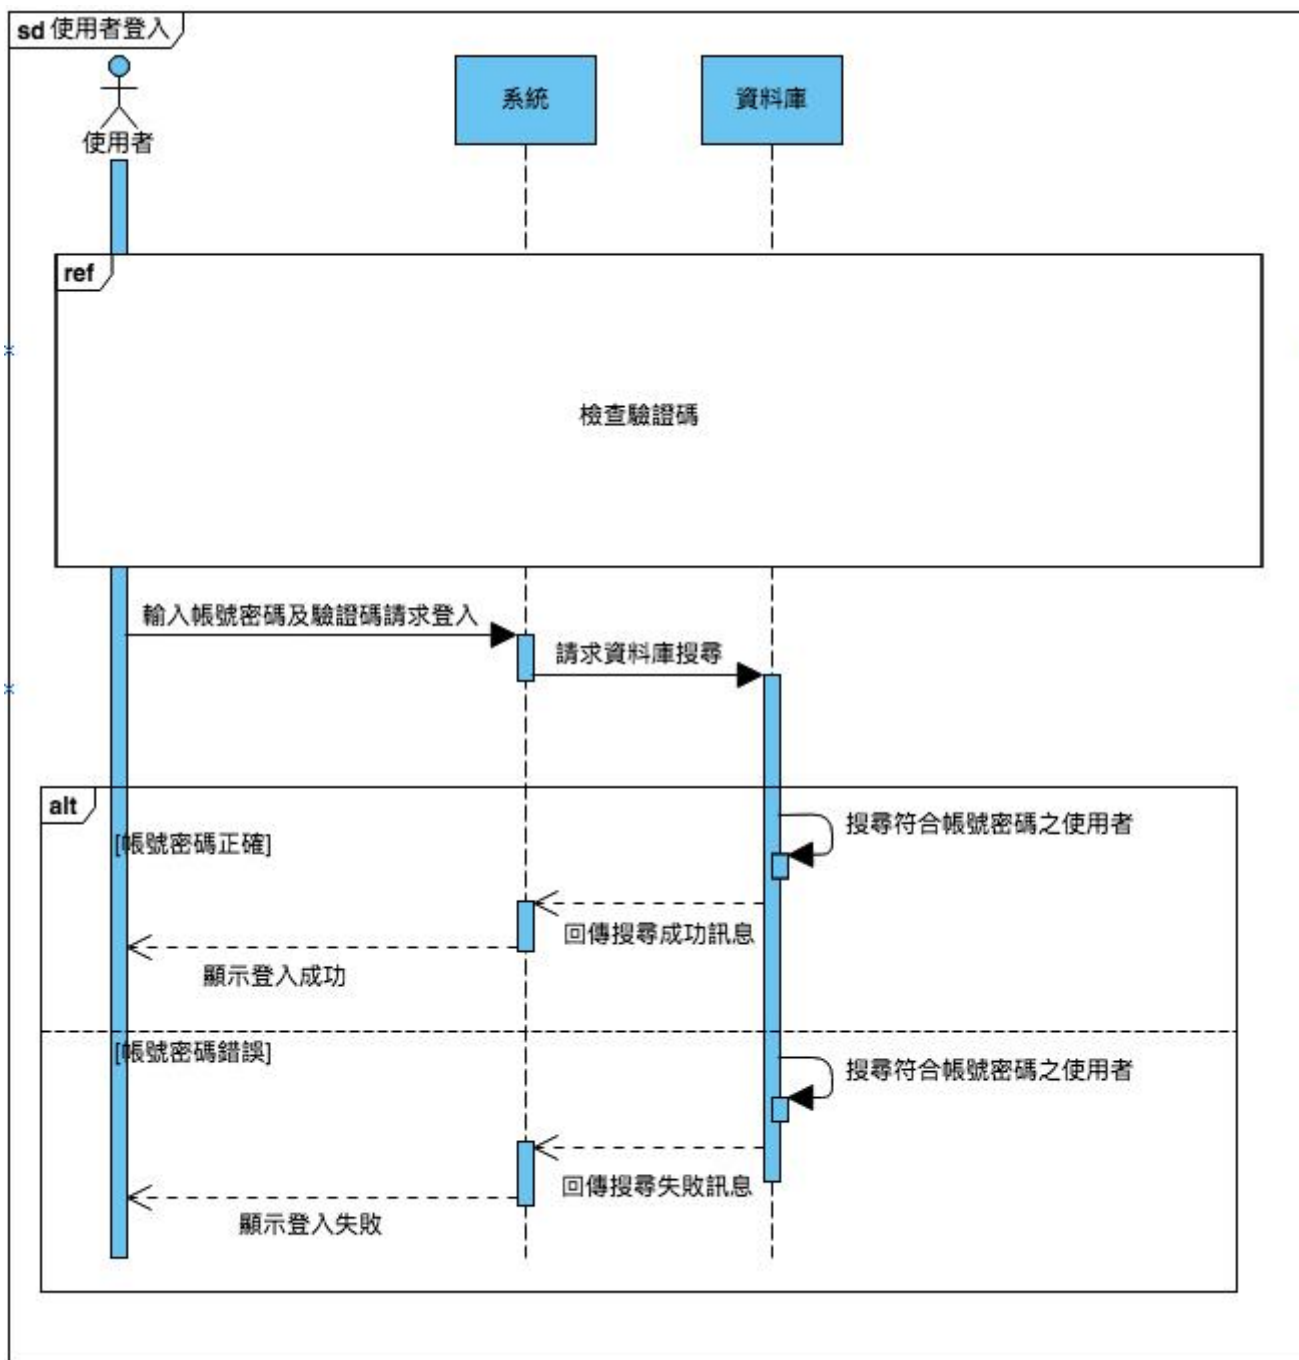 sd 使用者登入
使用者
系統
資料庫
ref
檢查驗證碼
輸入帳號密碼及驗證碼請求登入
請求資料庫搜尋
alt
[帳號密碼正確]
搜尋符合帳號密碼之使用者
回傳搜尋成功訊息
顯示登入成功
[帳號密碼錯誤]
搜尋符合帳號密碼之使用者
回傳搜尋失敗訊息
顯示登入失敗